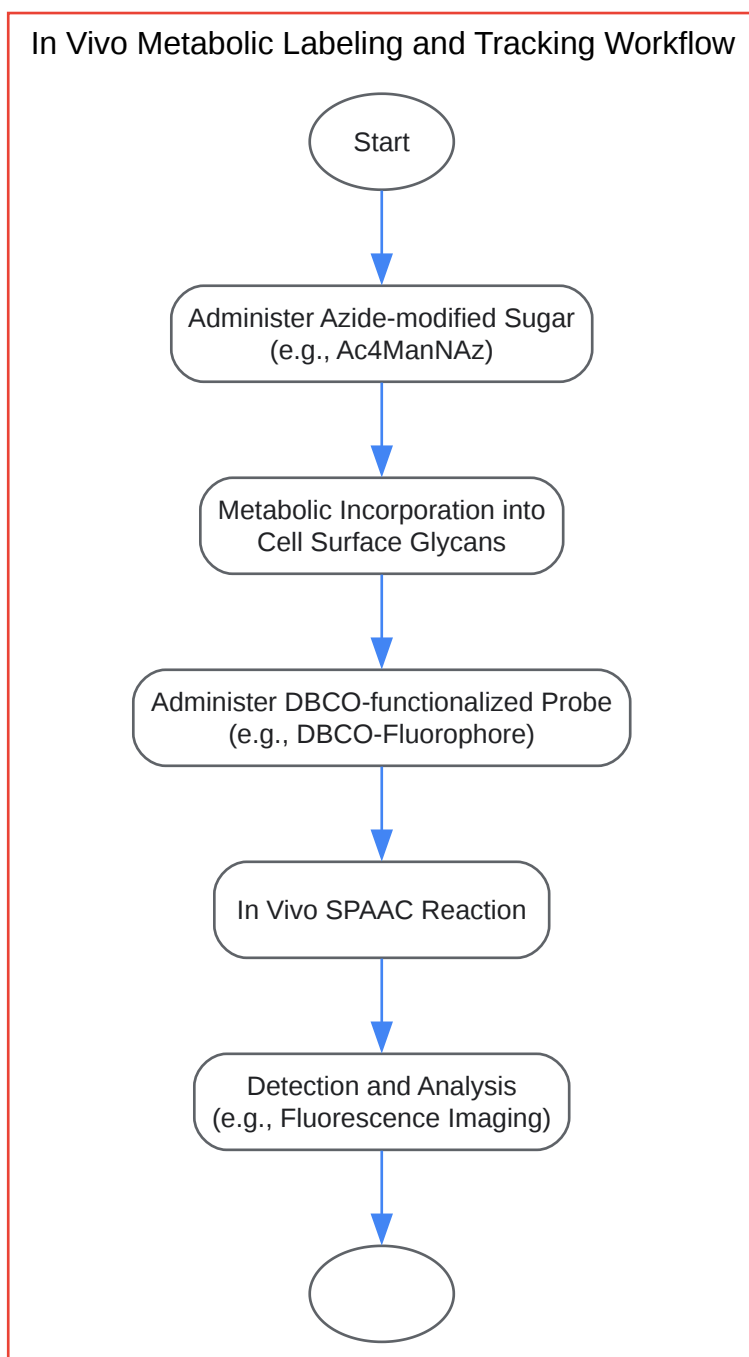 In Vivo Metabolic Labeling and Tracking Workflow
Start
Administer Azide-modified Sugar
(e.g., Ac4ManNAz)
Metabolic Incorporation into
Cell Surface Glycans
Administer DBCO-functionalized Probe
(e.g., DBCO-Fluorophore)
In Vivo SPAAC Reaction
Detection and Analysis
(e.g., Fluorescence Imaging)